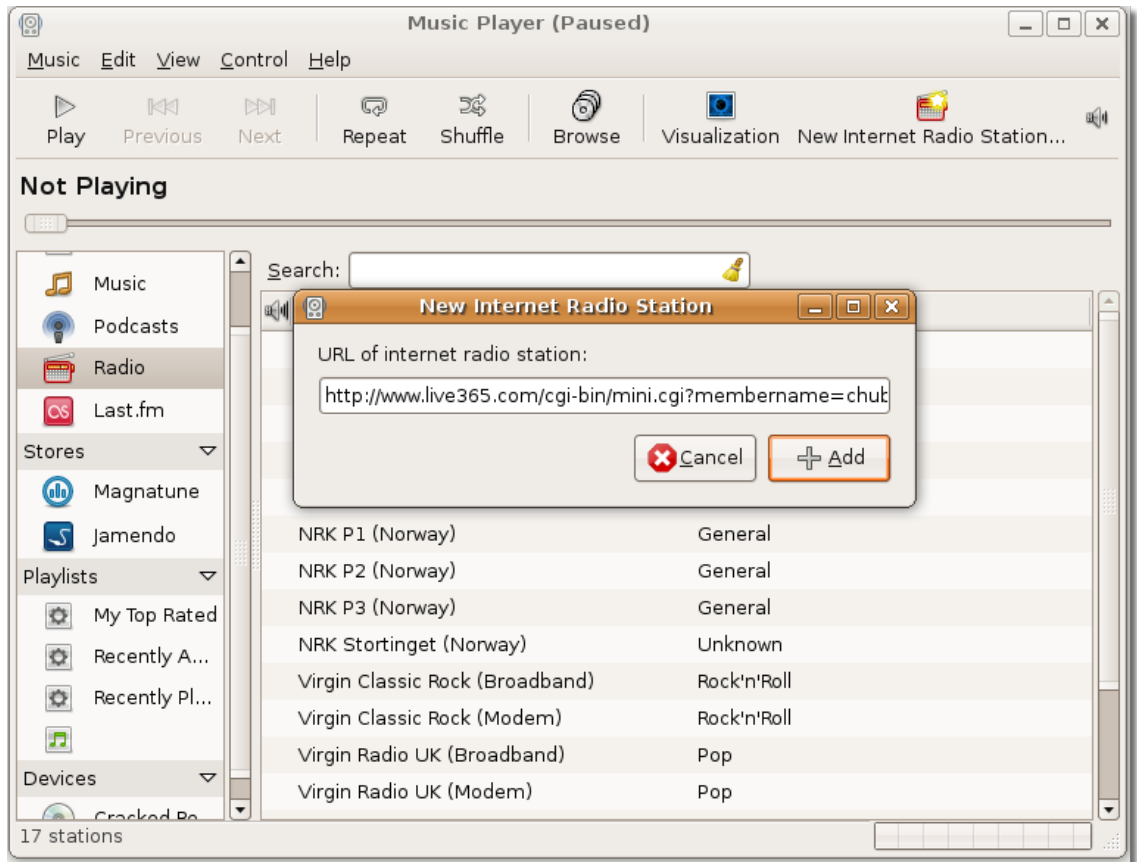 Music Player (Paused)
Music Edit View Control Help
Play Previous Next Repeat Shuffle Browse Visualization New Internet Radio Station...
Not Playing
Music
Podcasts
Radio
Last.fm
Stores
Magnatune
Jamendo
Playlists
My Top Rated
Recently A...
Recently Pl...
Devices
Search:
New Internet Radio Station
URL of internet radio station:
http://www.live365.com/cgi-bin/mini.cgi?membername=chub
Cancel Add
NRK P1 (Norway) General
NRK P2 (Norway) General
NRK P3 (Norway) General
NRK Stortinget (Norway) Unknown
Virgin Classic Rock (Broadband) Rock'n'Roll
Virgin Classic Rock (Modem) Rock'n'Roll
Virgin Radio UK (Broadband) Pop
Virgin Radio UK (Modem) Pop
17 stations